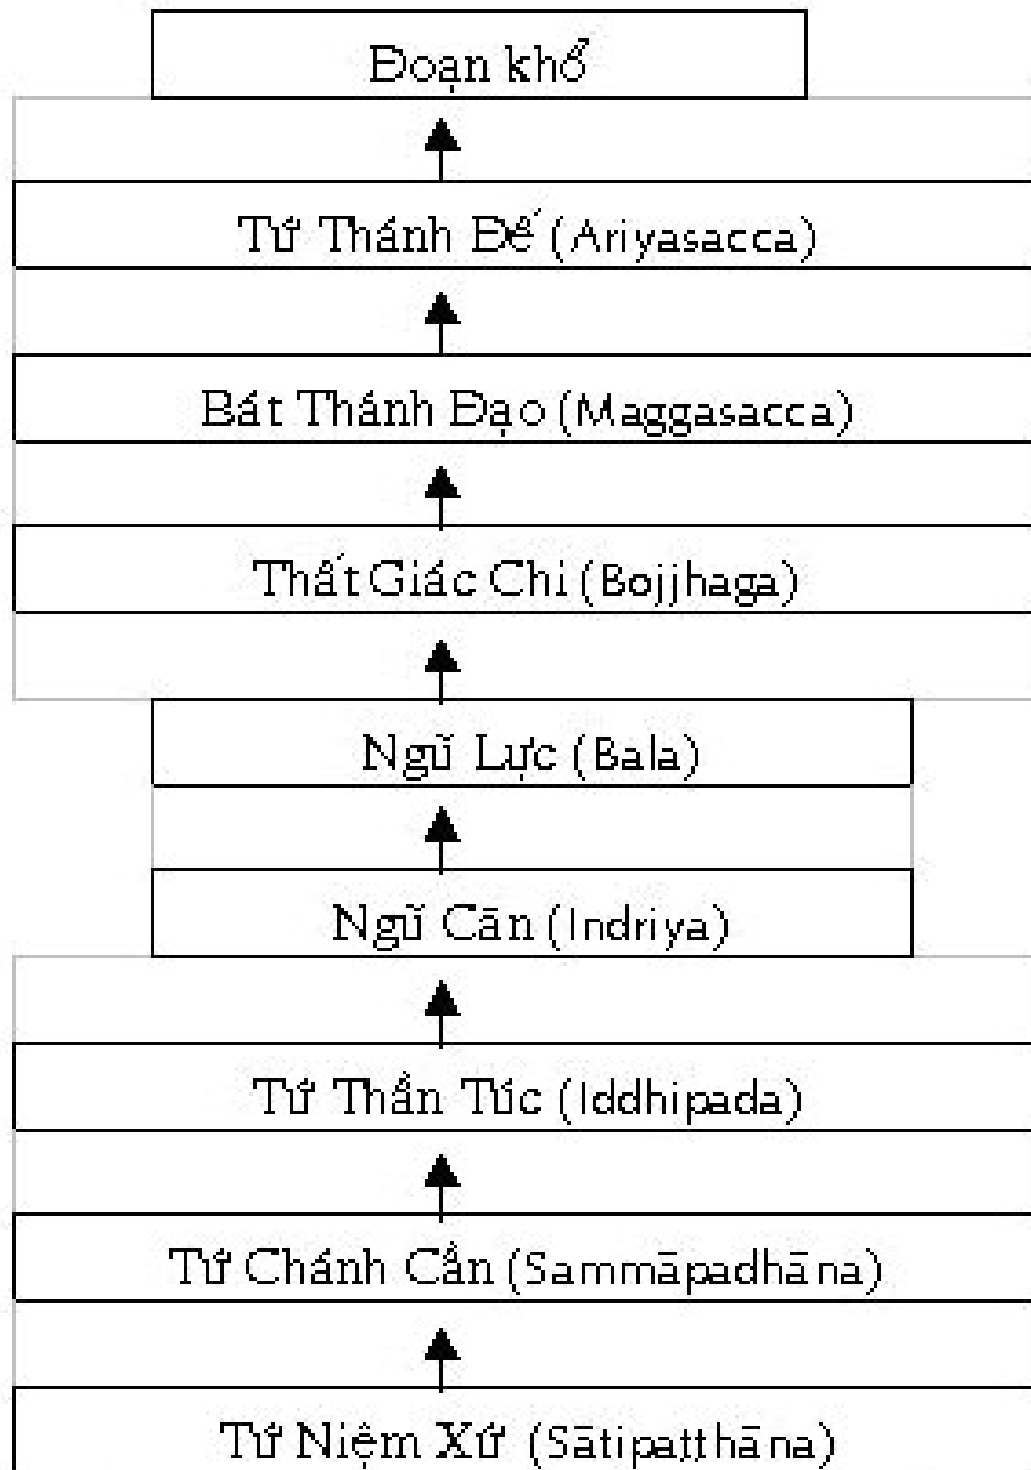 Đoạn khổ
Tứ Thánh Đế (Ariyasacca)
Bát Thánh Đạo (Maggasacca)
Thất Giác Chi (Bojjhaga)
Ngũ Lực (Bala)
Ngũ Căn (Indriya)
Tứ Thần Túc (Iddhipada)
Tứ Chánh Cần (Sammāpadhāna)
Tứ Niệm Xứ (Sātipaṭṭhāna)